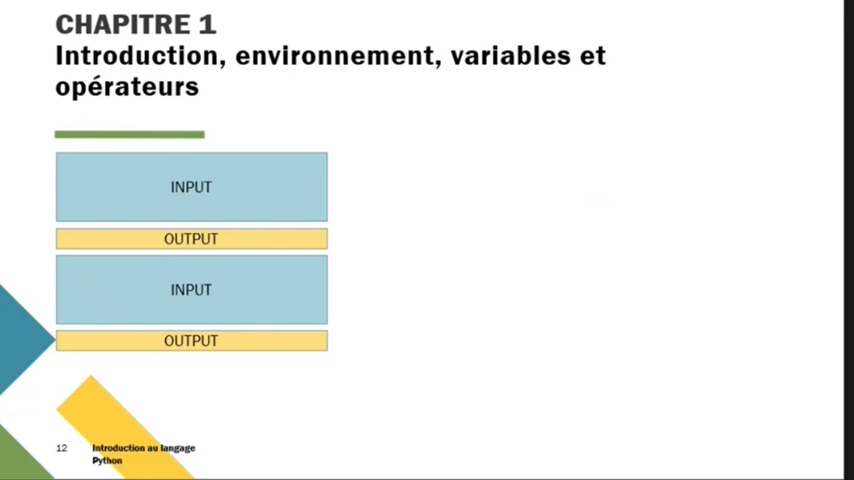 CHAPITRE 1
Introduction, environnement, variables et
opérateurs
INPUT
OUTPUT
INPUT
OUTPUT
12
Introduction au langage
Python